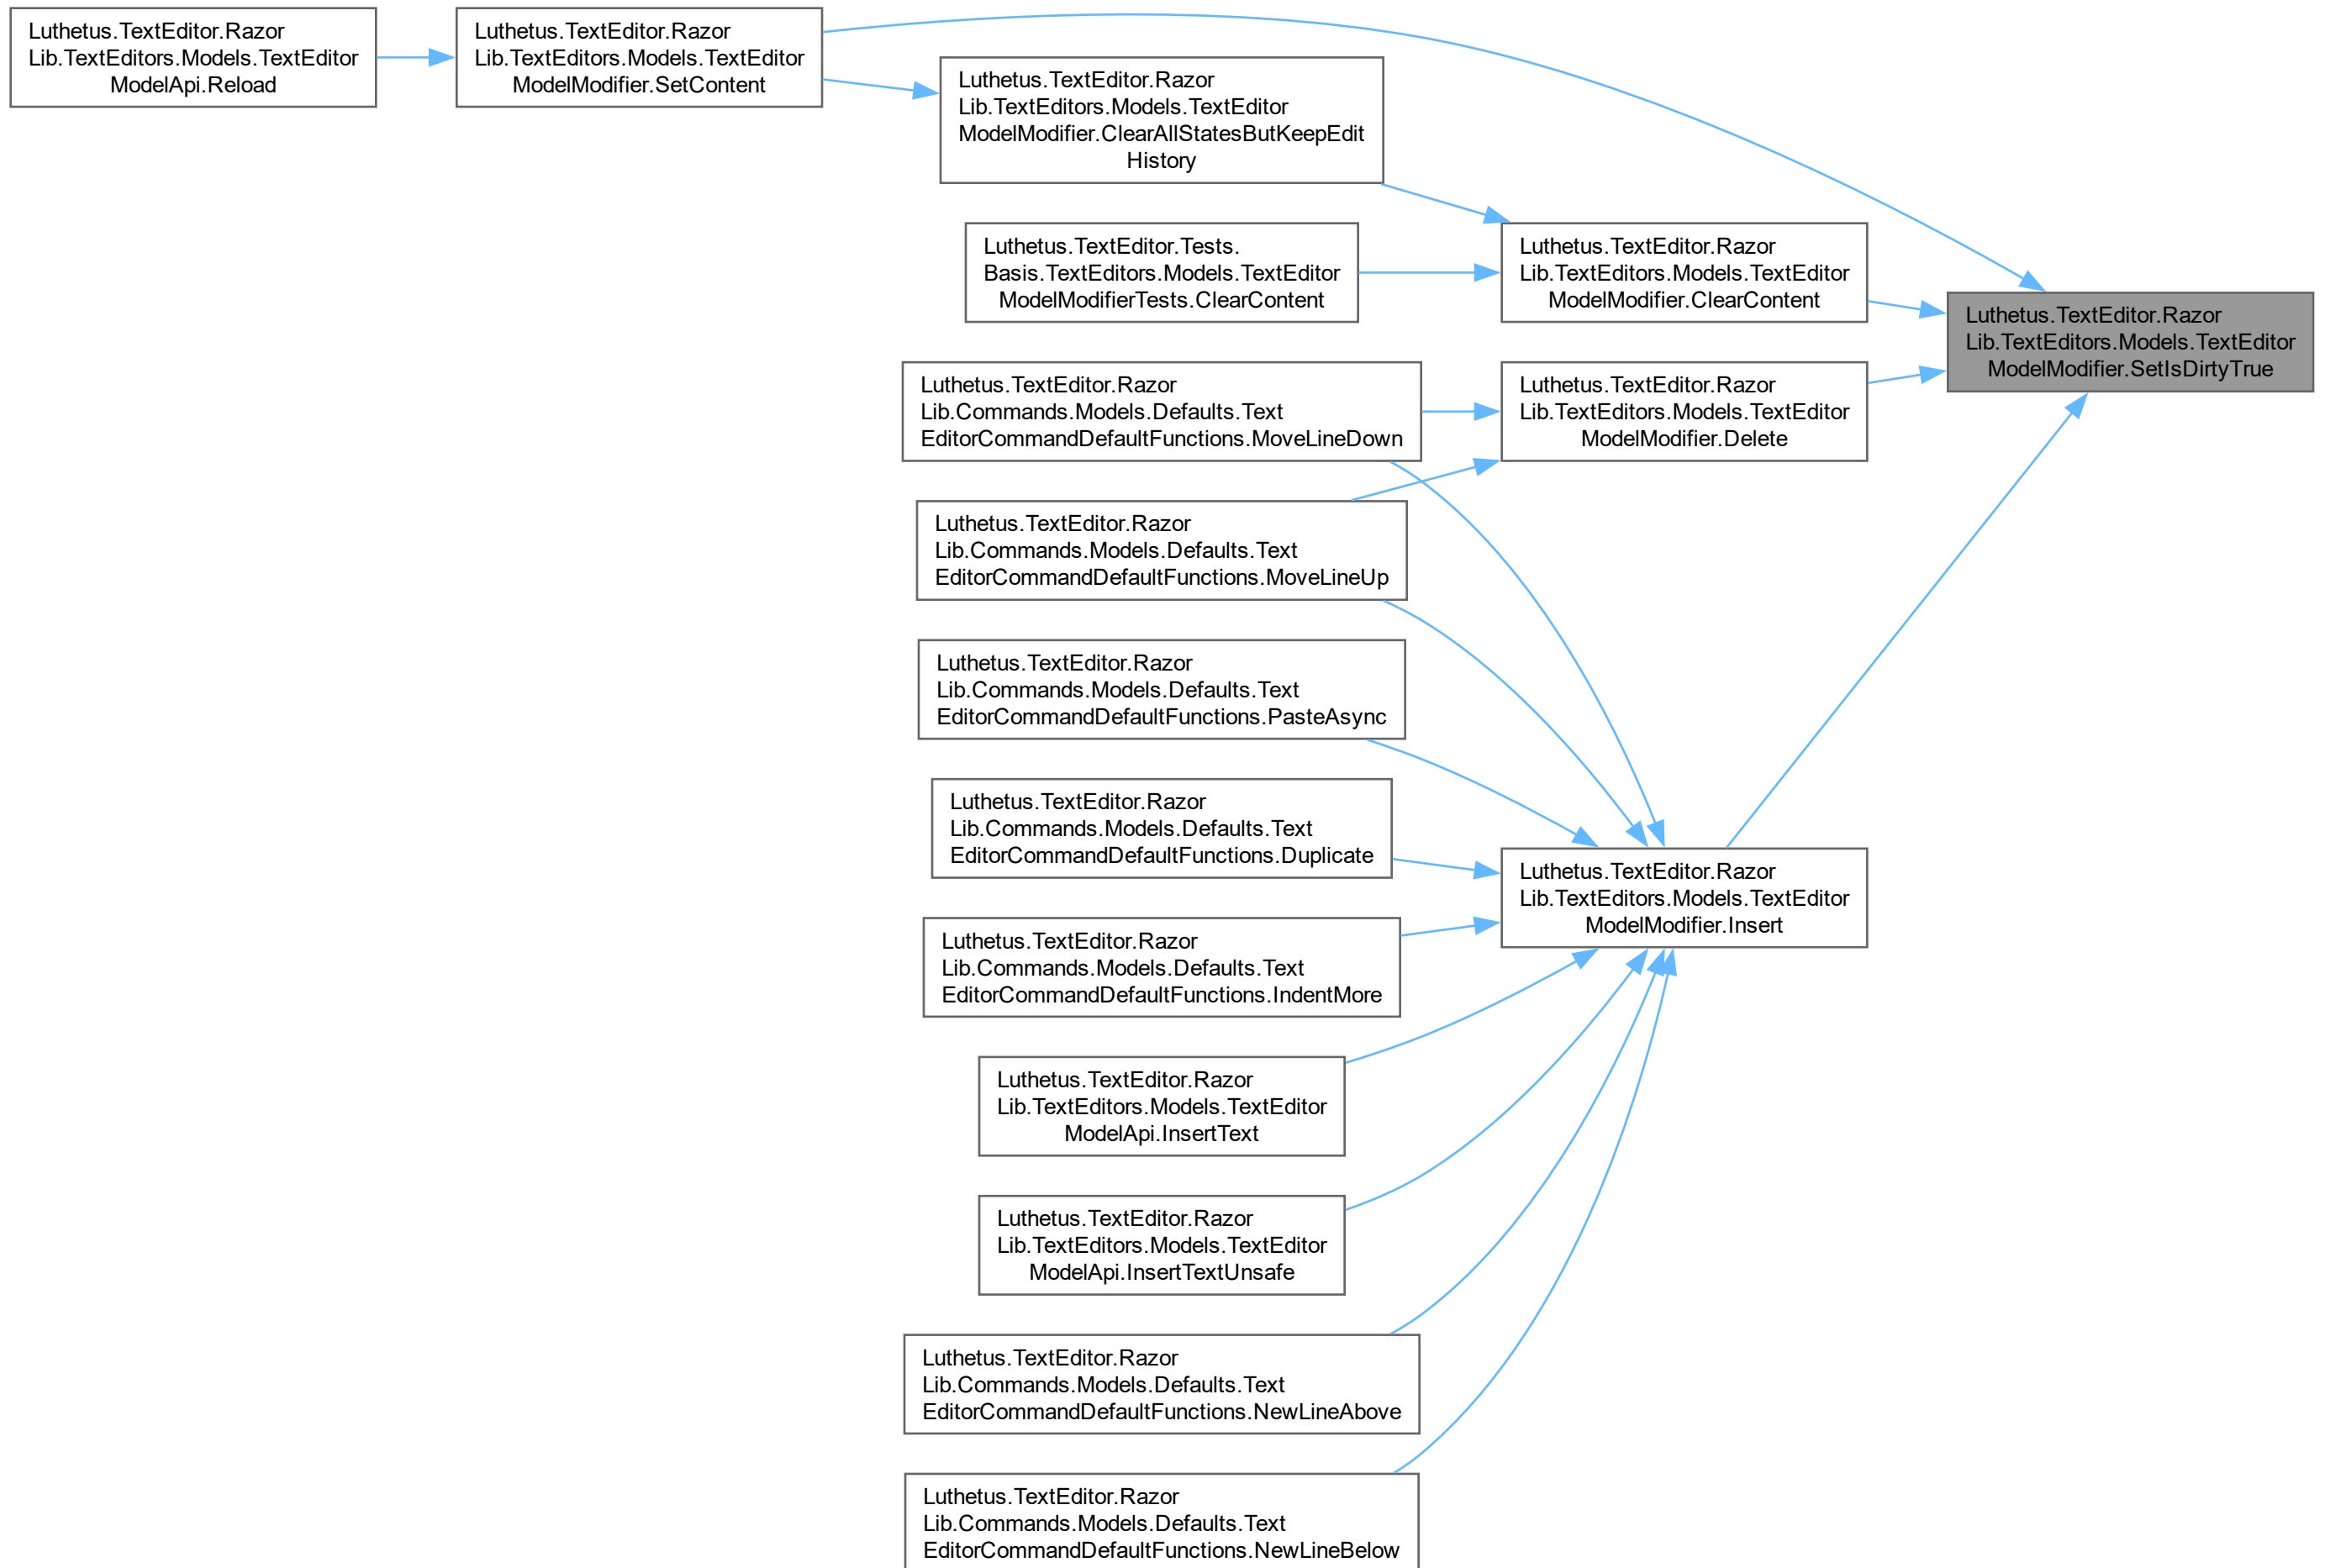 Luthetus.TextEditor.Razor
Lib.TextEditors.Models.TextEditor
ModelApi.Reload
Luthetus.TextEditor.Razor
Lib.TextEditors.Models.TextEditor
ModelModifier.SetContent
Luthetus.TextEditor.Razor
Lib.TextEditors.Models.TextEditor
ModelModifier.ClearAllStatesButKeepEdit
History
Luthetus.TextEditor.Tests.
Basis.TextEditors.Models.TextEditor
ModelModifierTests.ClearContent
Luthetus.TextEditor.Razor
Lib.TextEditors.Models.TextEditor
ModelModifier.ClearContent
Luthetus.TextEditor.Razor
Lib.TextEditors.Models.TextEditor
ModelModifier.SetIsDirtyTrue
Luthetus.TextEditor.Razor
Lib.Commands.Models.Defaults.Text
EditorCommandDefaultFunctions.MoveLineDown
Luthetus.TextEditor.Razor
Lib.TextEditors.Models.TextEditor
ModelModifier.Delete
Luthetus.TextEditor.Razor
Lib.Commands.Models.Defaults.Text
EditorCommandDefaultFunctions.MoveLineUp
Luthetus.TextEditor.Razor
Lib.Commands.Models.Defaults.Text
EditorCommandDefaultFunctions.PasteAsync
Luthetus.TextEditor.Razor
Lib.Commands.Models.Defaults.Text
EditorCommandDefaultFunctions.Duplicate
Luthetus.TextEditor.Razor
Lib.TextEditors.Models.TextEditor
ModelModifier.Insert
Luthetus.TextEditor.Razor
Lib.Commands.Models.Defaults.Text
EditorCommandDefaultFunctions.IndentMore
Luthetus.TextEditor.Razor
Lib.TextEditors.Models.TextEditor
ModelApi.InsertText
Luthetus.TextEditor.Razor
Lib.TextEditors.Models.TextEditor
ModelApi.InsertTextUnsafe
Luthetus.TextEditor.Razor
Lib.Commands.Models.Defaults.Text
EditorCommandDefaultFunctions.NewLineAbove
Luthetus.TextEditor.Razor
Lib.Commands.Models.Defaults.Text
EditorCommandDefaultFunctions.NewLineBelow